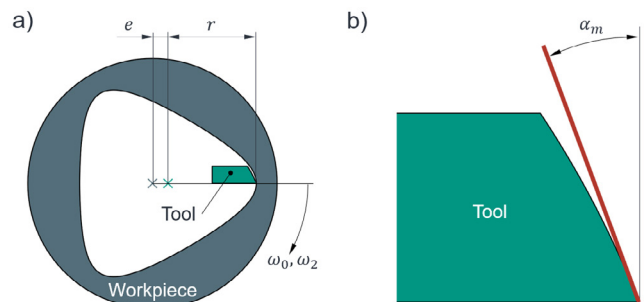 a)
e
r
Tool
ω₀, ω₂
Workpiece
b)
αₘ
Tool